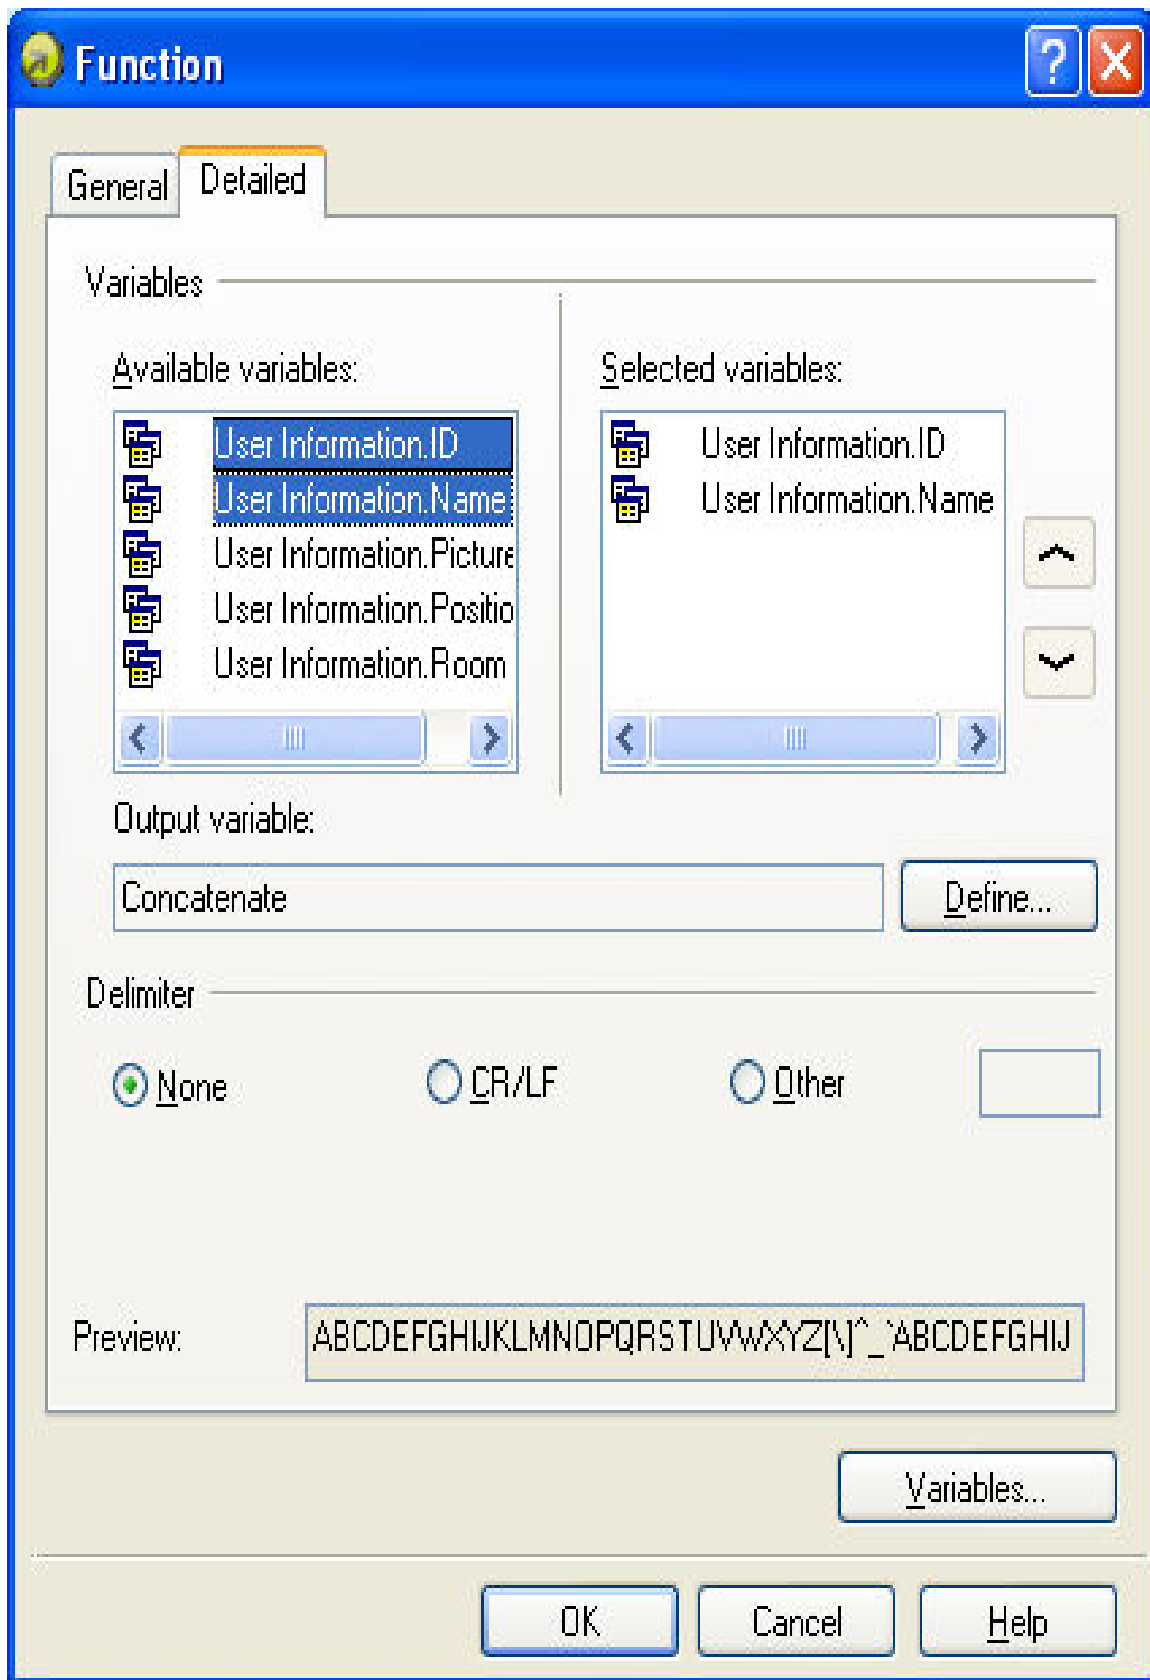 Function
General
Detailed
Variables
Available variables:
User Information.ID
User Information.Name
User Information.Picture
User Information.Positio
User Information.Room
Selected variables:
User Information.ID
User Information.Name
Output variable:
Concatenate
Define...
Delimiter
None
CR/LF
Other
Preview:
ABCDEFGHIJKLMNOPQRSTUVWXYZ[\]^_`ABCDEFGHIJ
Variables...
OK
Cancel
Help